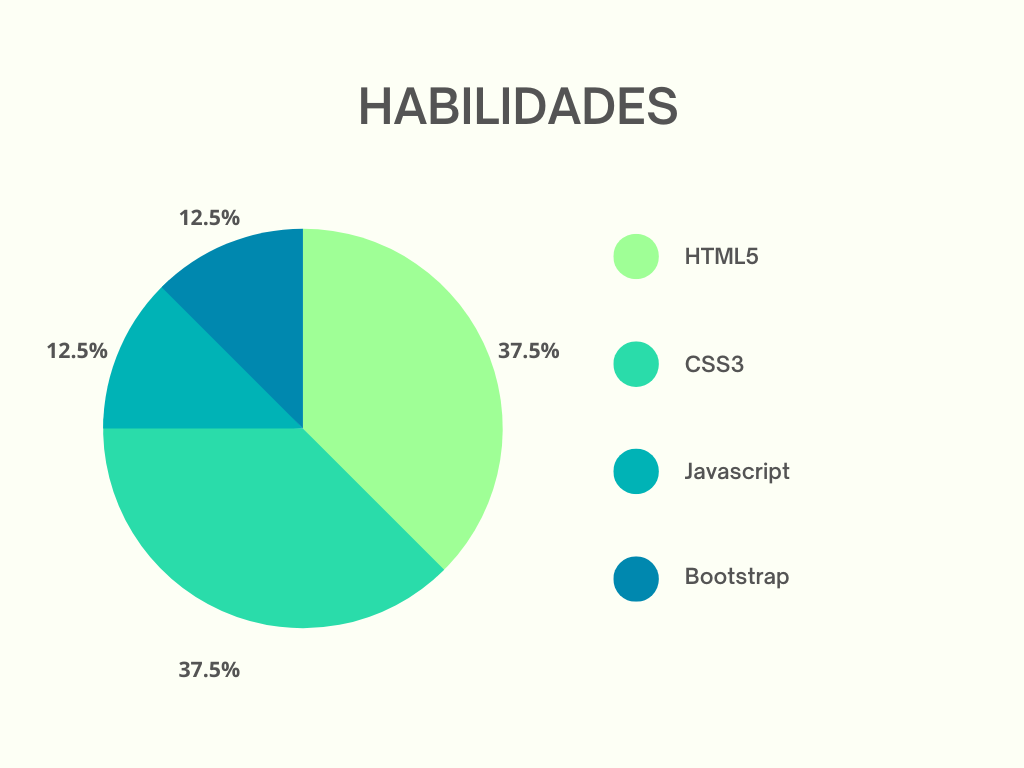 HABILIDADES
12.5%
12.5%
37.5%
37.5%
HTML5
CSS3
Javascript
Bootstrap